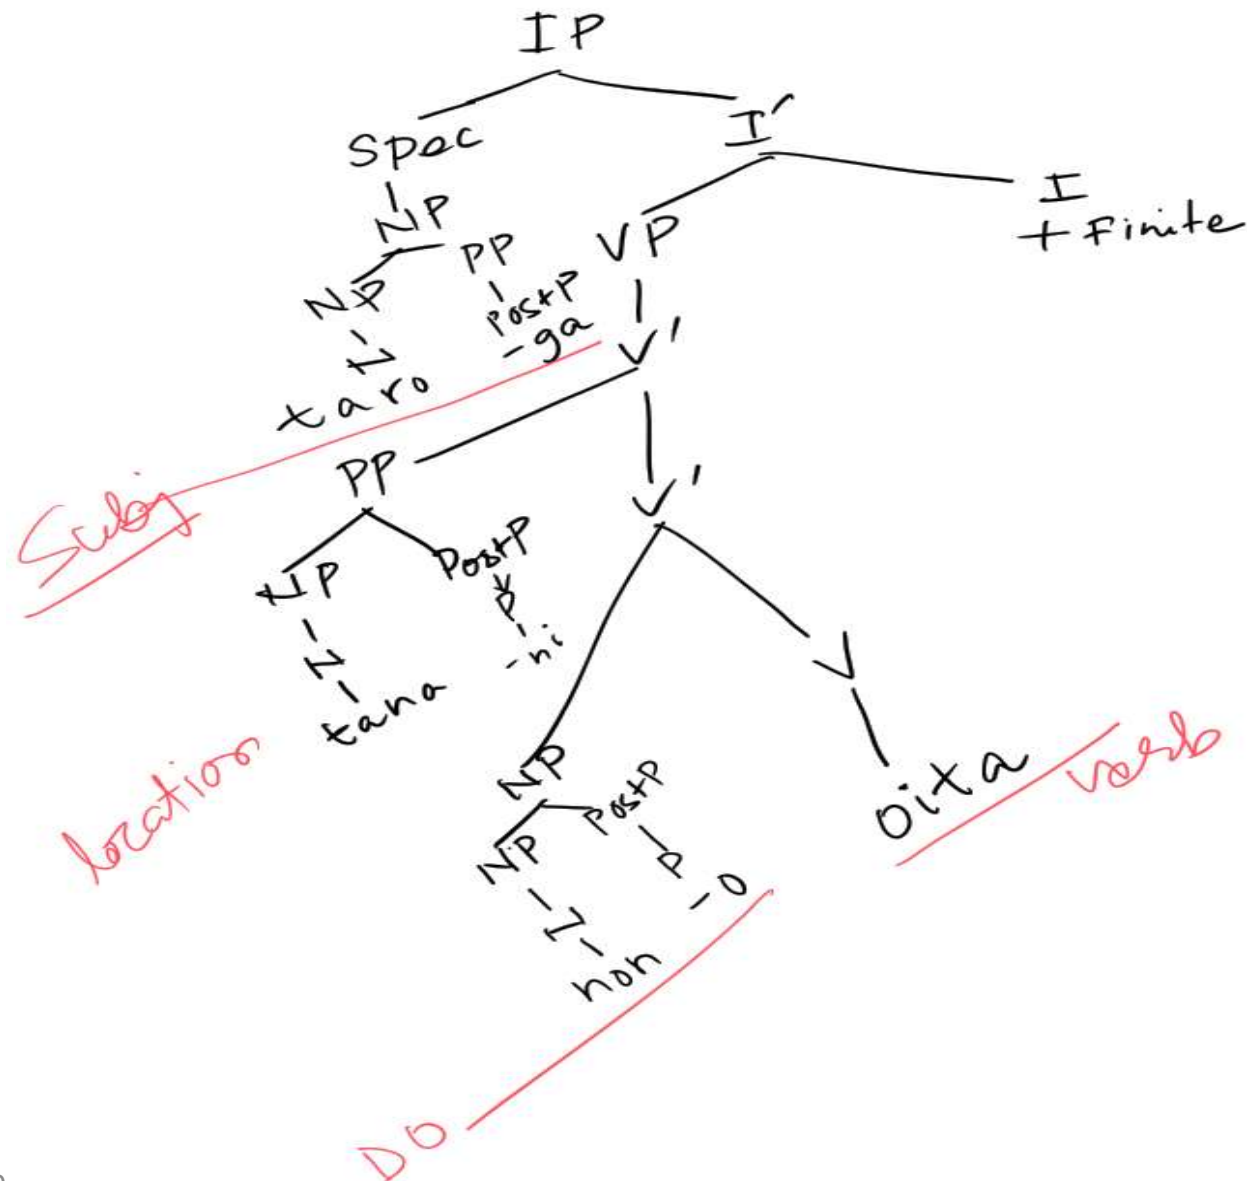 IP
Spec I'
NP VP I
+ Finite
NP PP
PostP
N -ga V'
taro
Subj PP V'
NP PostP
P
N -ni V
tana
location NP oita verb
NP PostP
P
N -o
hon
DO